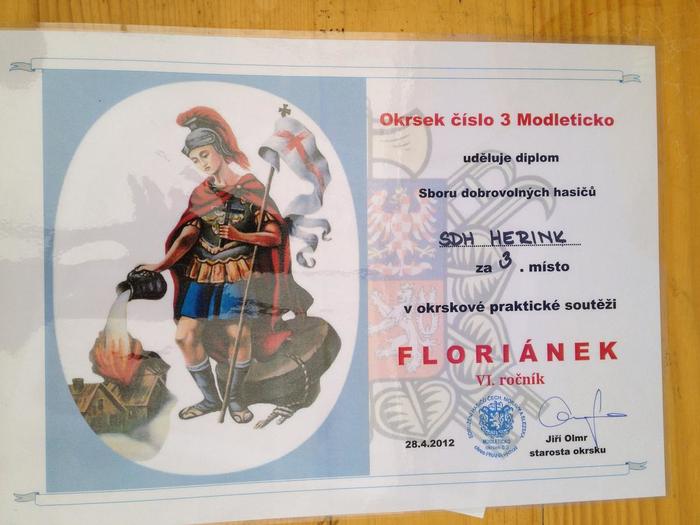 Okrsek číslo 3 Modleticko
uděluje diplom
Sboru dobrovolných hasičů
SDH HERINK
za 3. místo
v okrskové praktické soutěži
FLORIÁNEK
VI. ročník
MODLETICKO
28.4.2012
Jiří Olmr
starosta okrsku